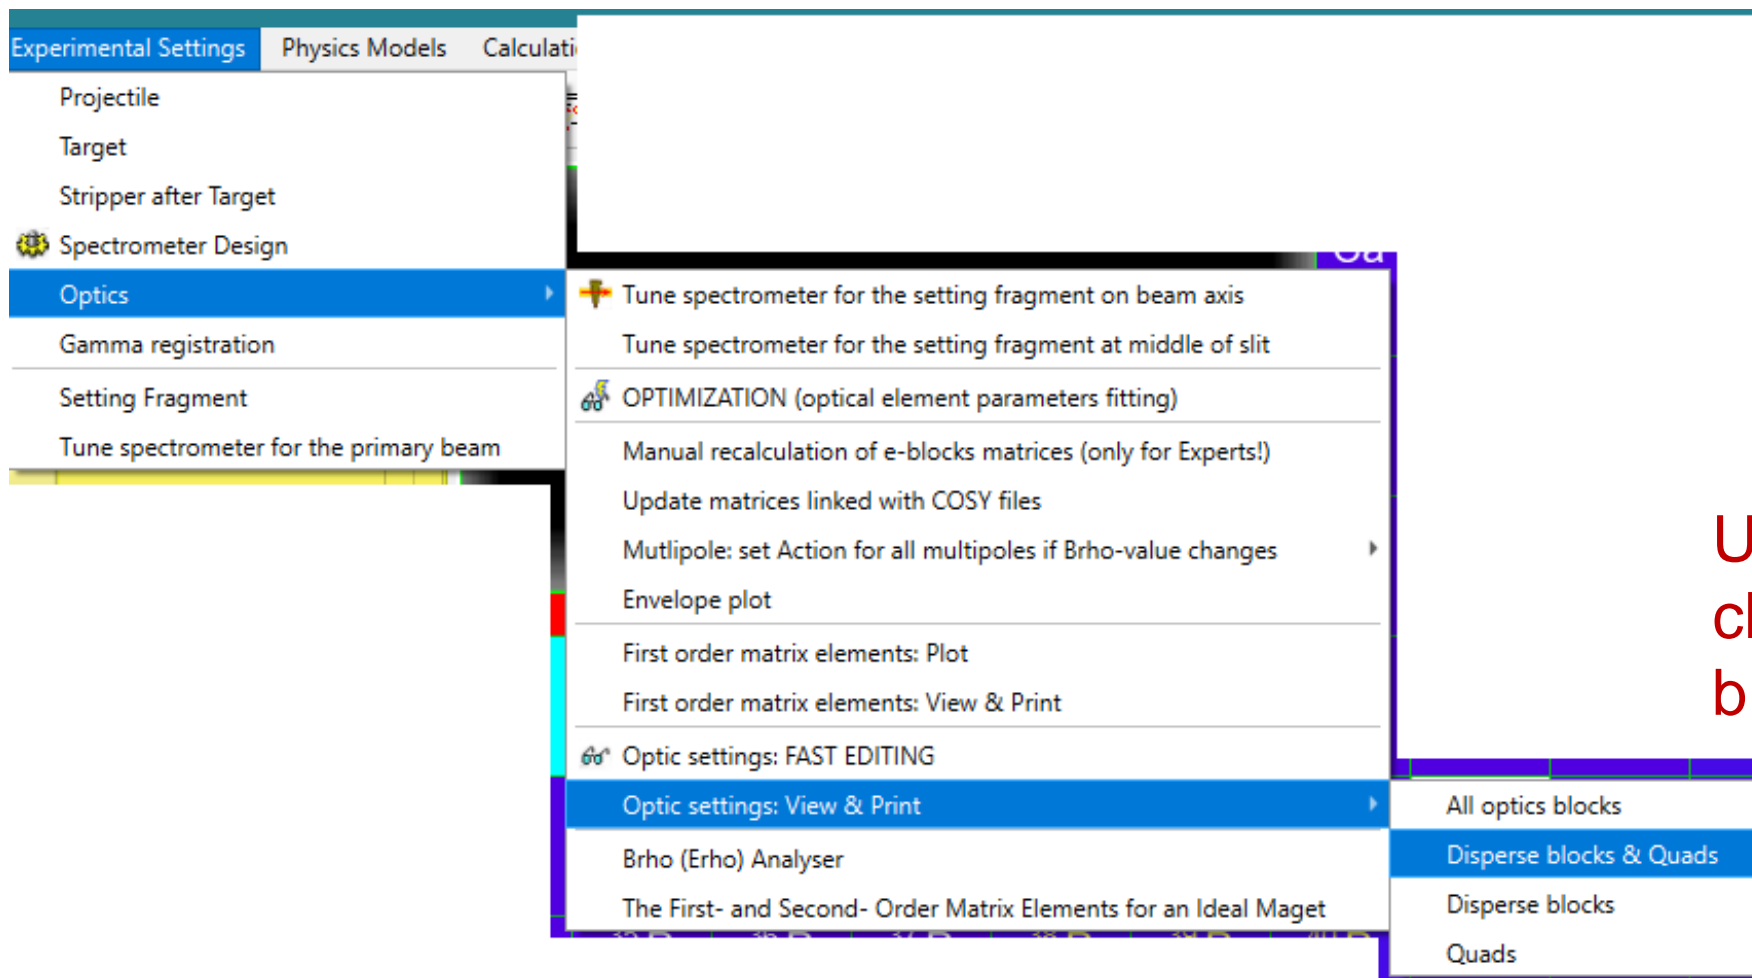 Experimental Settings Physics Models
Projectile
Target
Stripper after Target
Spectrometer Design
Optics
Gamma registration
Setting Fragment
Tune spectrometer for the primary beam
Tune spectrometer for the setting fragment on beam axis
Tune spectrometer for the setting fragment at middle of slit
OPTIMIZATION (optical element parameters fitting)
Manual recalculation of e-blocks matrices (only for Experts!)
Update matrices linked with COSY files
Mutlipole: set Action for all multipoles if Brho-value changes
Envelope plot
First order matrix elements: Plot
First order matrix elements: View & Print
Optic settings: FAST EDITING
Optic settings: View & Print
Brho (Erho) Analyser
The First- and Second- Order Matrix Elements for an Ideal Maget
All optics blocks
Disperse blocks & Quads
Disperse blocks
Quads